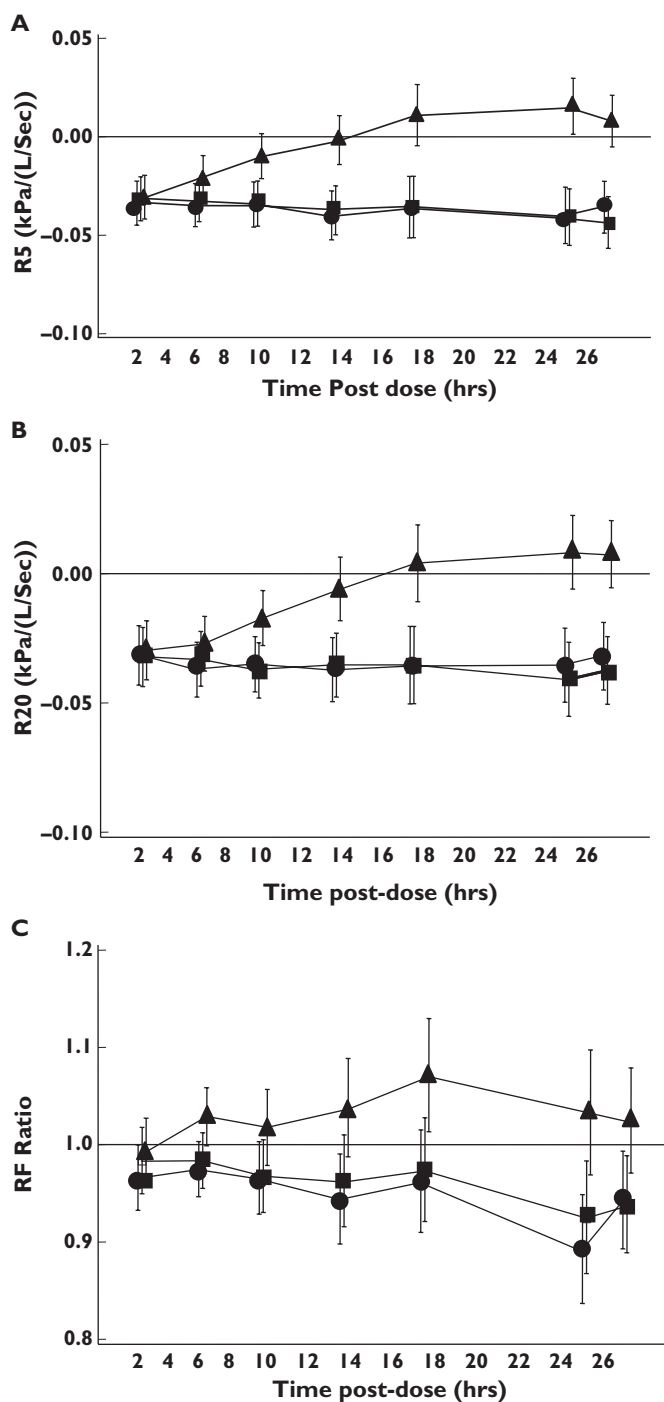 A
0.05
0.00
−0.05
−0.10
R5 (kPa/(L/Sec))
2 4 6 8 10 12 14 18 20 22 24 26
Time Post dose (hrs)
B
0.05
0.00
−0.05
−0.10
R20 (kPa/(L/Sec))
2 4 6 8 10 12 14 18 20 22 24 26
Time post-dose (hrs)
C
1.2
1.1
1.0
0.9
0.8
RF Ratio
2 4 6 8 10 12 14 18 20 22 24 26
Time post-dose (hrs)